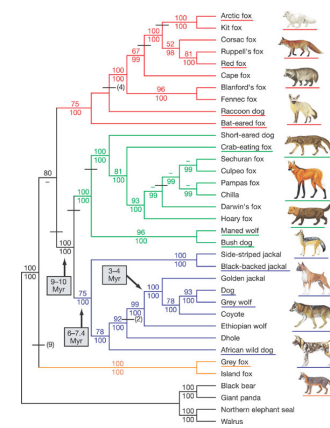 Arctic fox
Kit fox
Corsac fox
Ruppell's fox
Red fox
Cape fox
Blanford's fox
Fennec fox
Raccoon dog
Bat-eared fox
Short-eared dog
Crab-eating fox
Sechuran fox
Culpeo fox
Pampas fox
Chilla
Darwin's fox
Hoary fox
Maned wolf
Bush dog
Side-striped jackal
Black-backed jackal
Golden jackal
Dog
Grey wolf
Coyote
Ethiopian wolf
Dhole
African wild dog
Grey fox
Island fox
Black bear
Giant panda
Northern elephant seal
Walrus
100
100
67
99
52
98
81
100
100
100
(4)
96
100
75
100
100
81
100
–
99
–
99
–
99
93
100
96
100
80
–
100
100
9–10
Myr
3–4
Myr
6–7.4
Myr
75
100
100
100
100
93
100
78
100
99
100
(2)
92
100
78
100
100
100
(9)
100
100
100
100
100
100